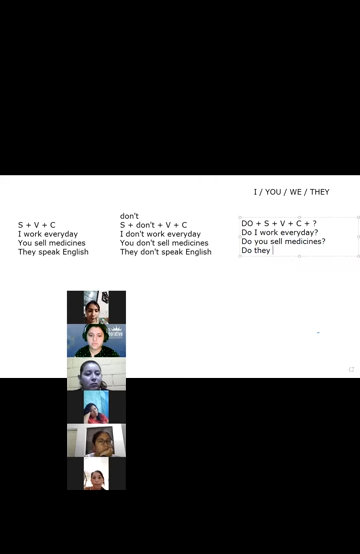 I / YOU / WE / THEY
S + V + C
I work everyday
You sell medicines
They speak English
don't
S + don't + V + C
I don't work everyday
You don't sell medicines
They don't speak English
DO + S + V + C + ?
Do I work everyday?
Do you sell medicines?
Do they